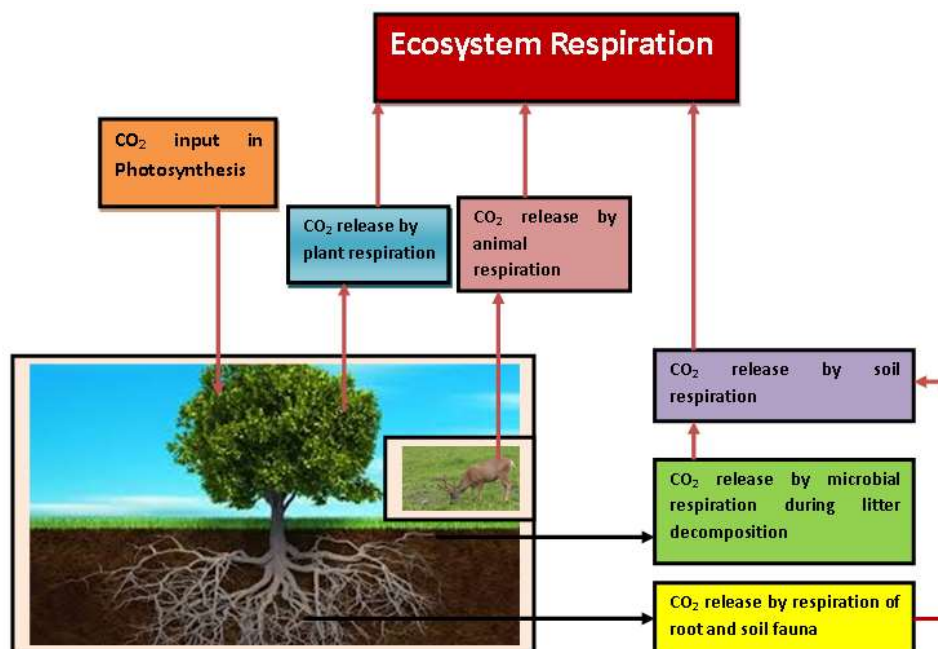 Ecosystem Respiration
CO₂ input in
Photosynthesis
CO₂ release by
plant respiration
CO₂ release by
animal
respiration
CO₂ release by soil
respiration
CO₂ release by microbial
respiration during litter
decomposition
CO₂ release by respiration of
root and soil fauna